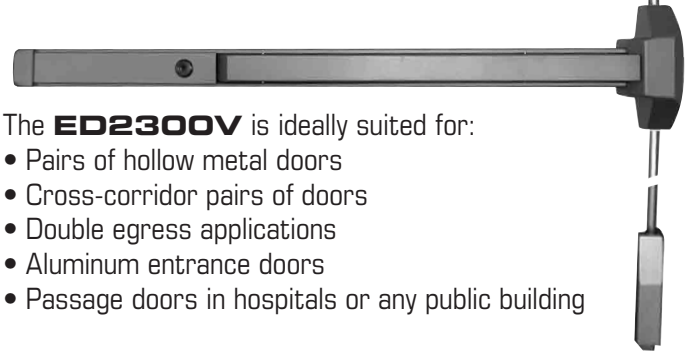 The ED2300V is ideally suited for:
• Pairs of hollow metal doors
• Cross-corridor pairs of doors
• Double egress applications
• Aluminum entrance doors
• Passage doors in hospitals or any public building